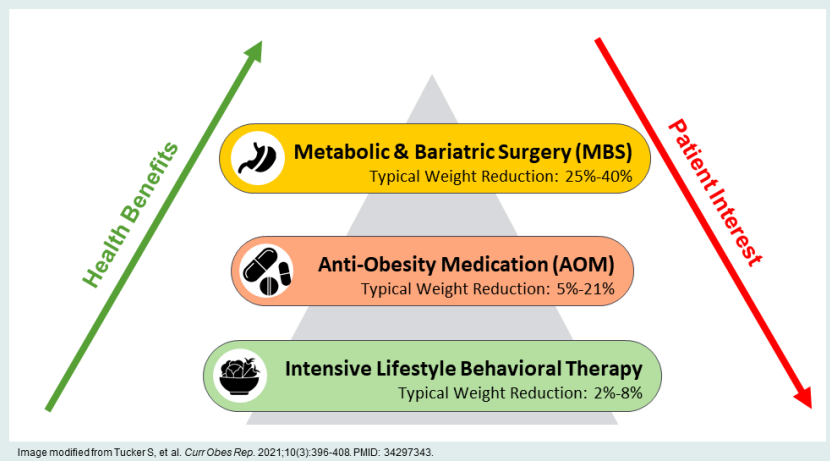 Health Benefits
Patient Interest
Metabolic & Bariatric Surgery (MBS)
Typical Weight Reduction: 25%-40%
Anti-Obesity Medication (AOM)
Typical Weight Reduction: 5%-21%
Intensive Lifestyle Behavioral Therapy
Typical Weight Reduction: 2%-8%
Image modified from Tucker S, et al. Curr Obes Rep. 2021;10(3):396-408. PMID: 34297343.